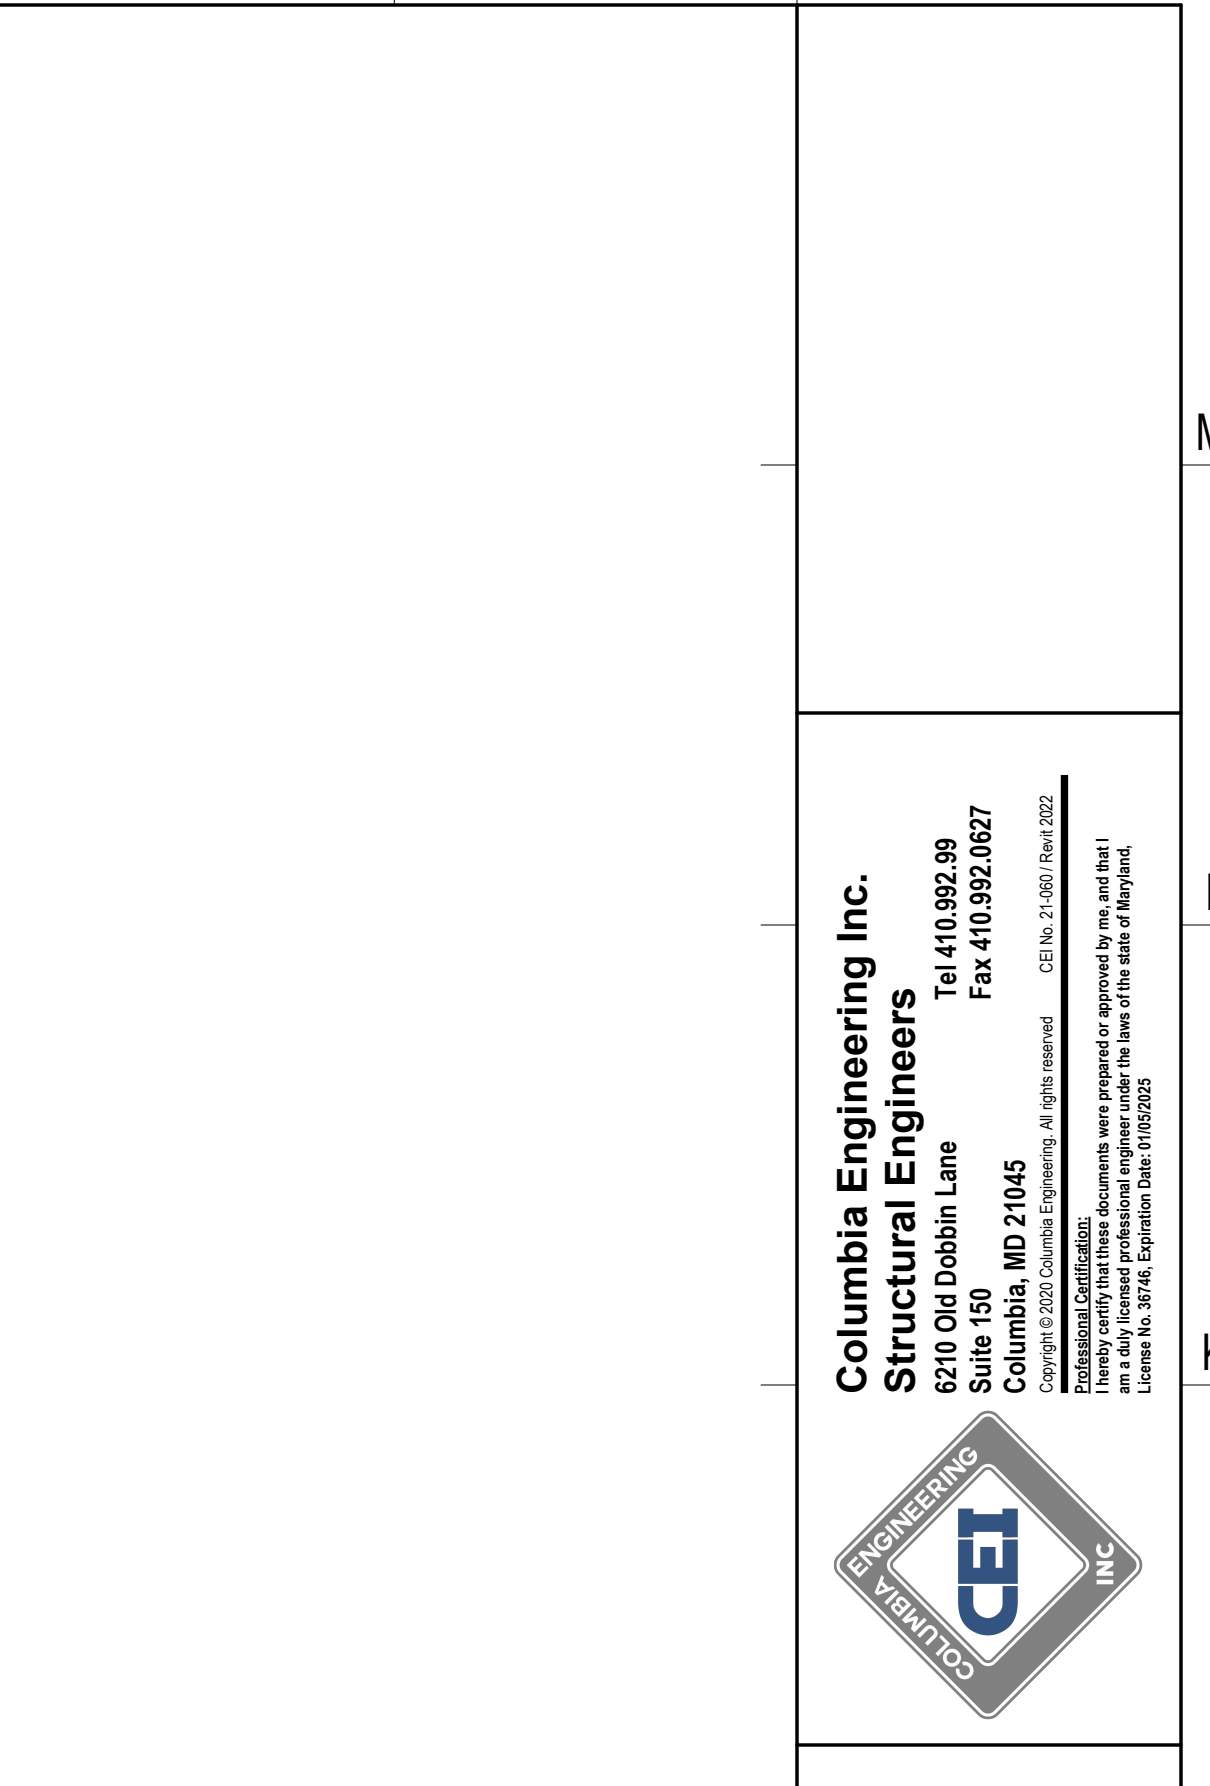 M
Columbia Engineering Inc.
Structural Engineers
6210 Old Dobbin Lane Tel 410.992.99
Suite 150 Fax 410.992.0627
Columbia, MD 21045
Copyright © 2020 Columbia Engineering. All rights reserved CEI No. 21-060 / Revit 2022
Professional Certification:
I hereby certify that these documents were prepared or approved by me, and that I
am a duly licensed professional engineer under the laws of the state of Maryland,
License No. 36746, Expiration Date: 01/05/2025
COLUMBIA ENGINEERING
CEI
INC